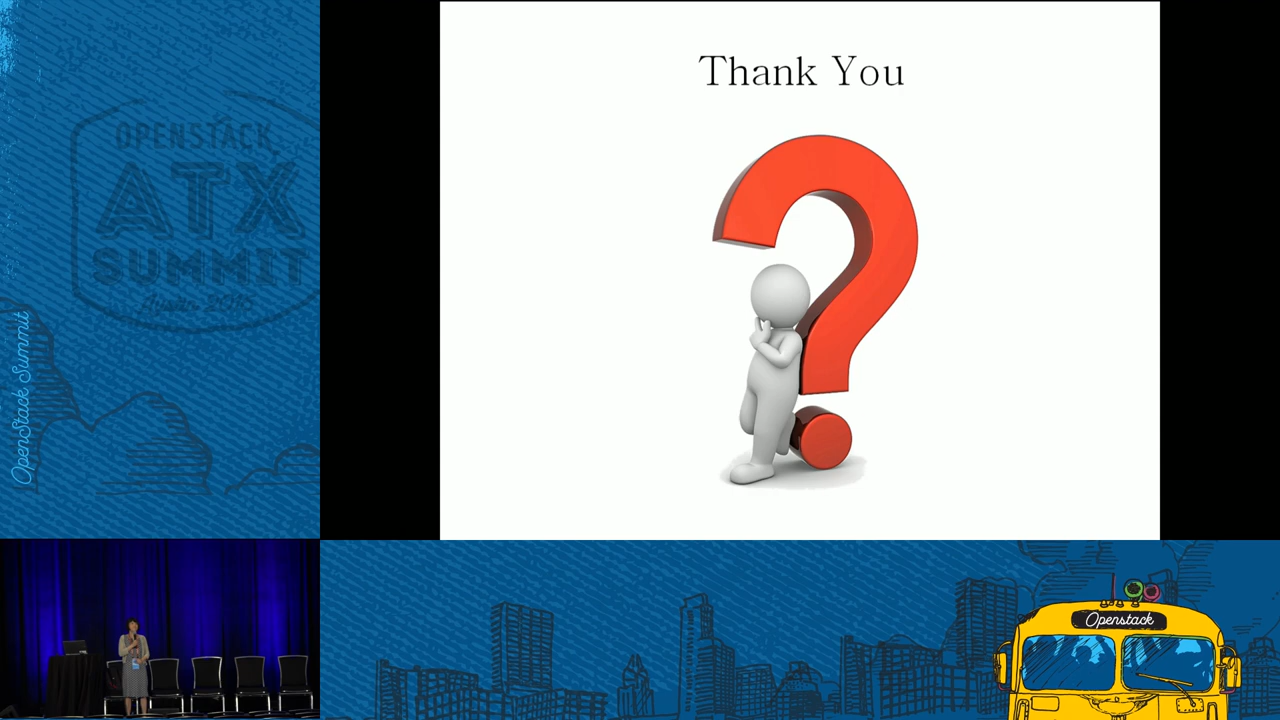 Thank You
OPENSTACK
ATX
SUMMIT
Austin 2016
OpenStack Summit
Openstack